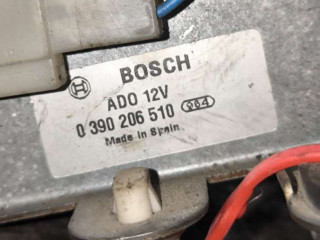 BOSCH
ADO 12V
0 390 206 510
Made in Spain